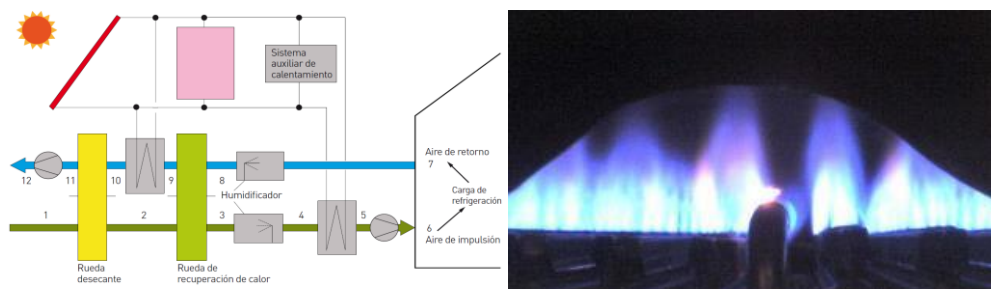 Sistema
auxiliar de
calentamiento
Aire de retorno
7
12 11 10 9 8
Humidificador
Carga de
refrigeración
1 2 3 4 5 6
Aire de impulsión
Rueda
desecante
Rueda de
recuperación de calor